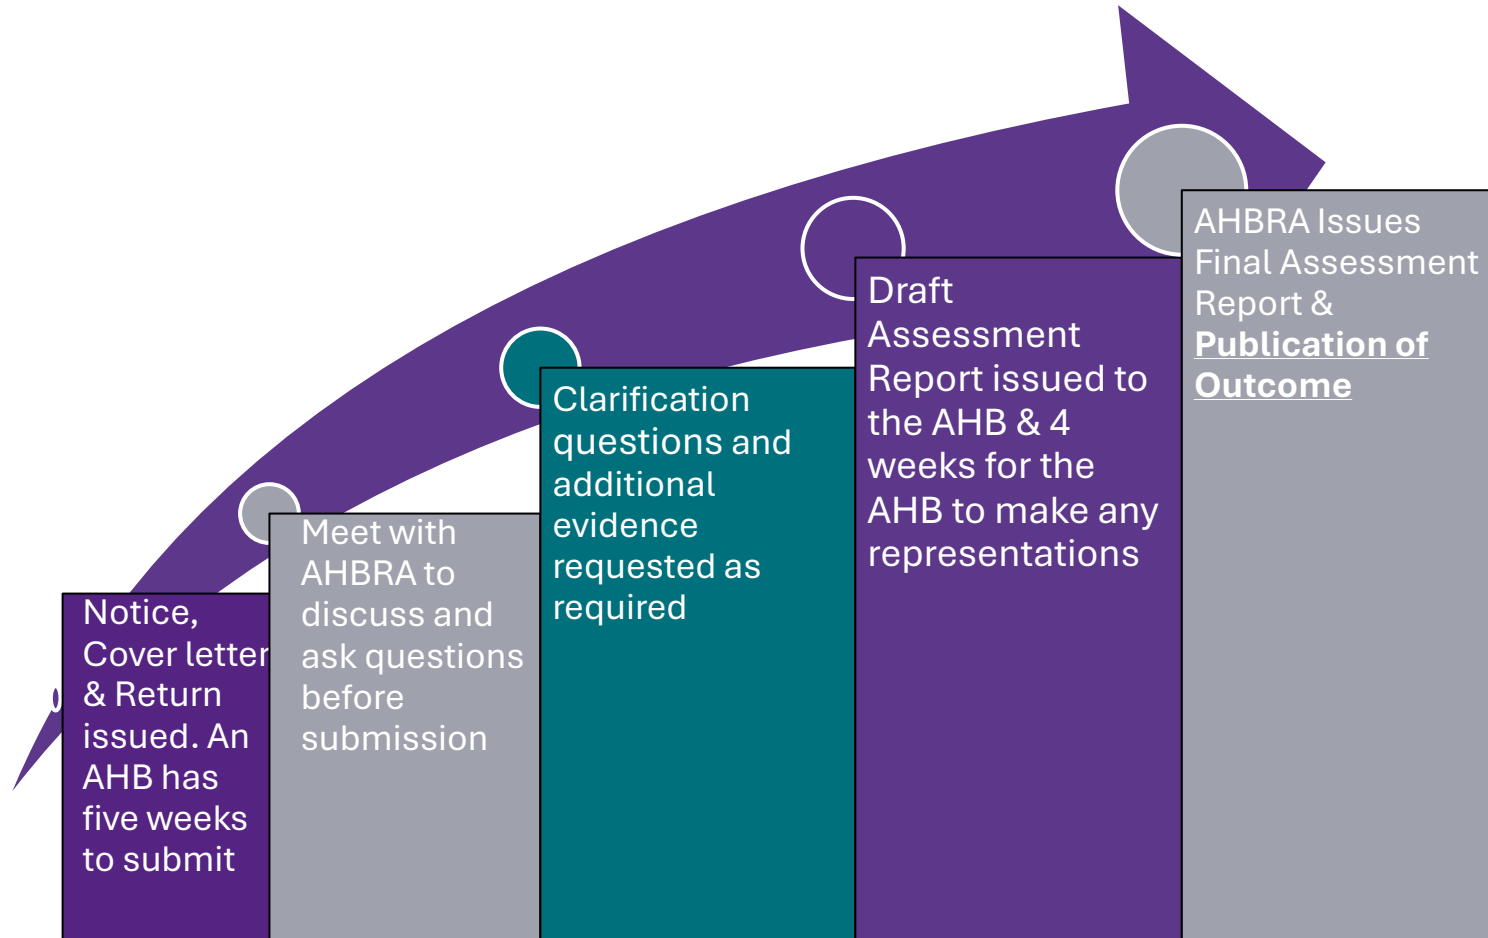 Notice,
Cover letter
& Return
issued. An
AHB has
five weeks
to submit
Meet with
AHBRA to
discuss and
ask questions
before
submission
Clarification
questions and
additional
evidence
requested as
required
Draft
Assessment
Report issued to
the AHB & 4
weeks for the
AHB to make any
representations
AHBRA Issues
Final Assessment
Report &
Publication of
Outcome